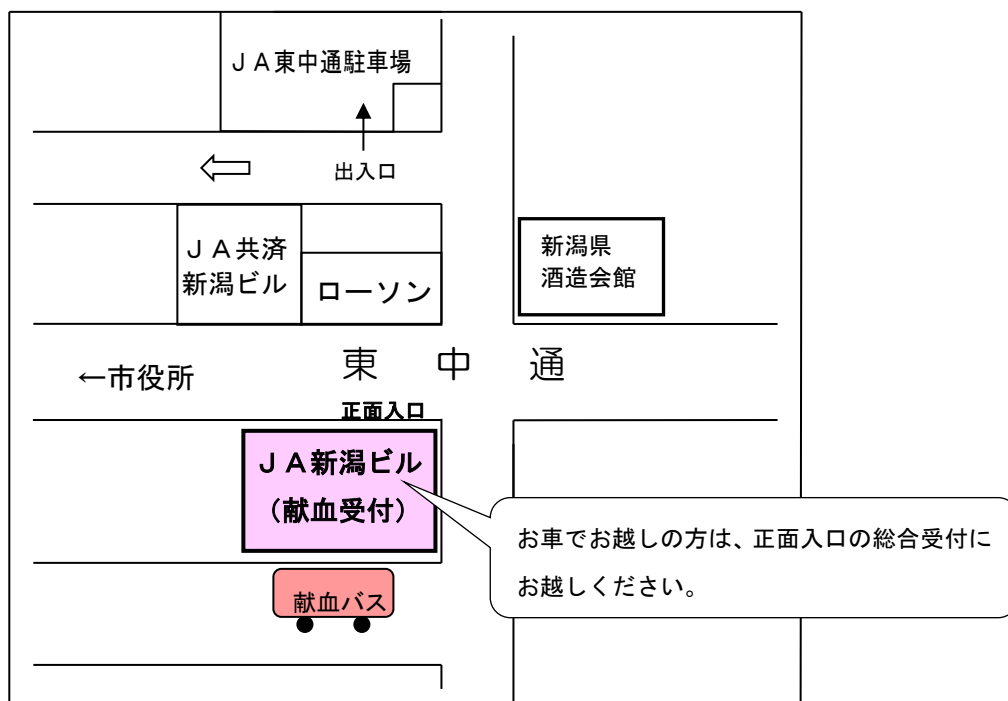 ＪＡ東中通駐車場
出入口
ＪＡ共済
新潟ビル
ローソン
新潟県
酒造会館
←市役所
東　中　通
正面入口
ＪＡ新潟ビル
（献血受付）
お車でお越しの方は、正面入口の総合受付に
お越しください。
献血バス